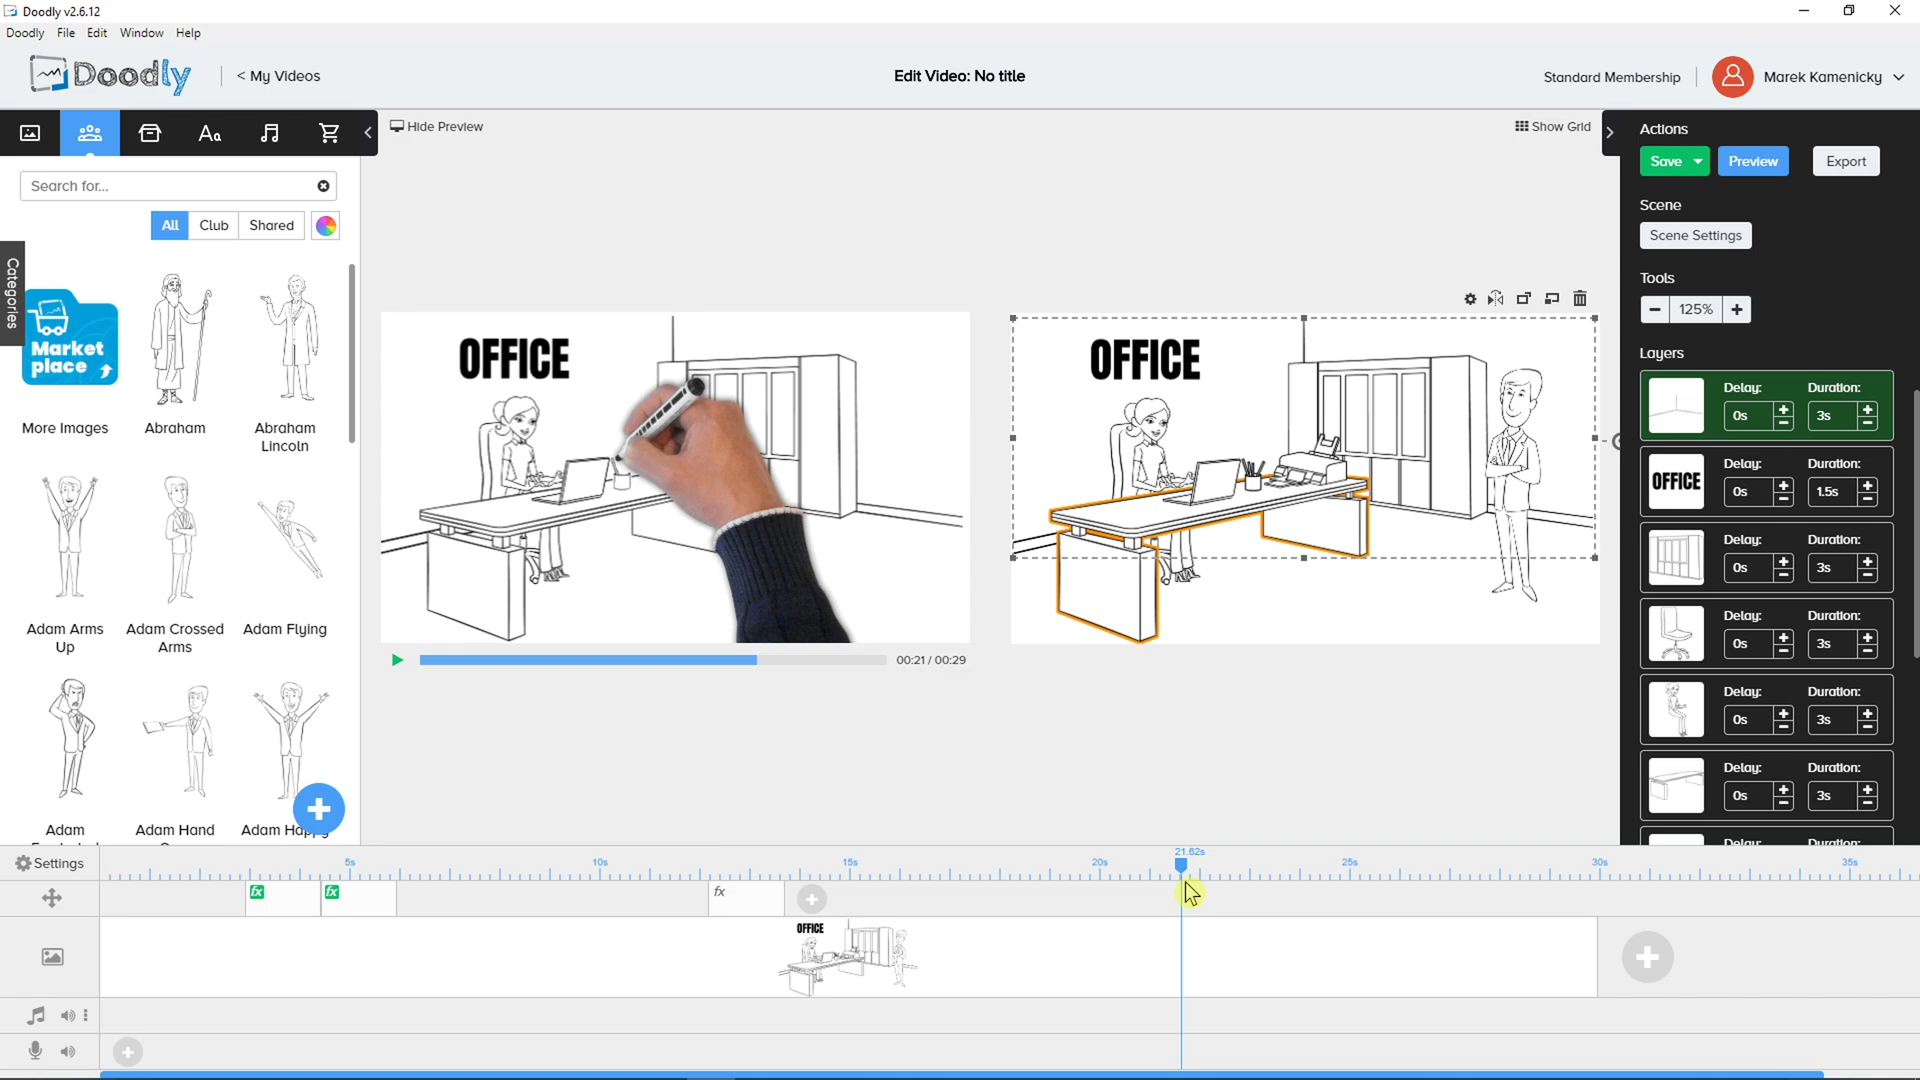 Doodly v2.6.12
Doodly File Edit Window Help
Doodly
< My Videos
Edit Video: No title
Standard Membership
Marek Kamenicky
Hide Preview
Show Grid
Search for...
All Club Shared
Categories
Market
place
More Images
Abraham
Abraham
Lincoln
Adam Arms
Up
Adam Crossed
Arms
Adam Flying
Adam
Adam Hand
Adam Happy
OFFICE
00:21 / 00:29
OFFICE
Actions
Save
Preview
Export
Scene
Scene Settings
Tools
125%
Layers
Delay: Duration:
0s 3s
OFFICE
Delay: Duration:
0s 1.5s
Delay: Duration:
0s 3s
Delay: Duration:
0s 3s
Delay: Duration:
0s 3s
Delay: Duration:
0s 3s
Settings
5s 10s 15s 20s 21.62s 25s 30s 35s
fx fx fx
OFFICE